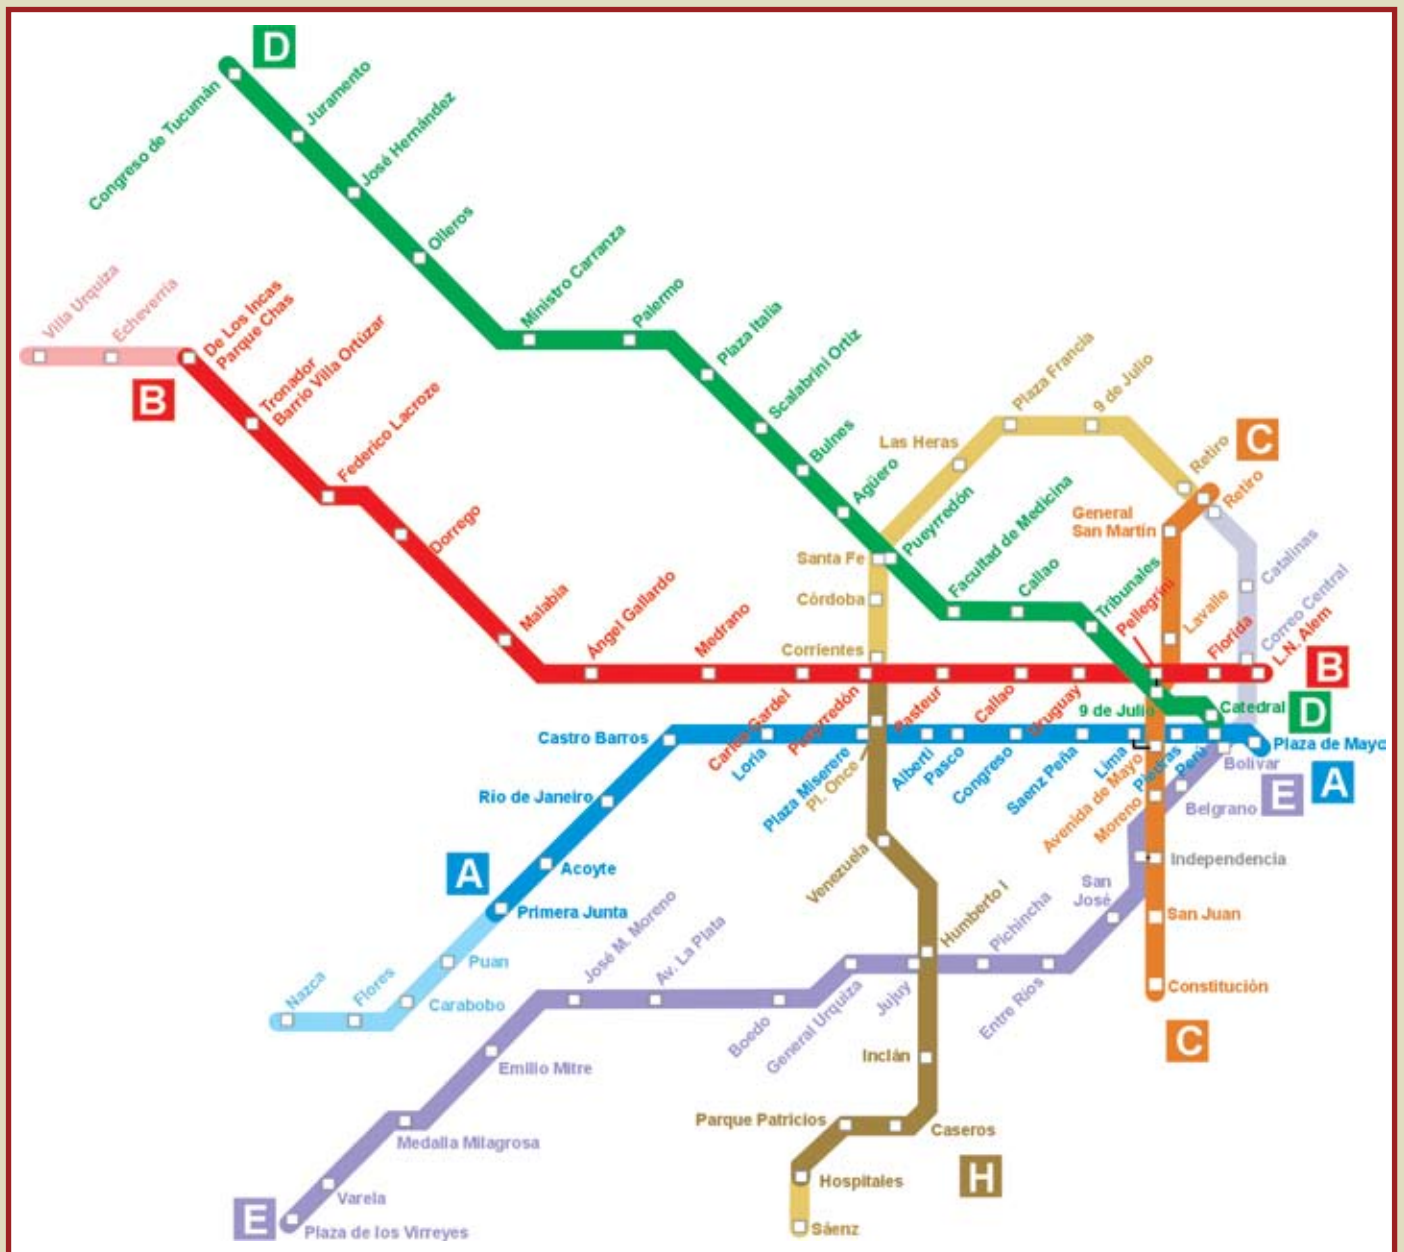 D
Congreso de Tucumán
Juramento
José Hernández
Olleros
Ministro Carranza
Palermo
Plaza Italia
Scalabrini Ortiz
Bulnes
Agüero
Pueyrredón
Facultad de Medicina
Callao
Tribunales
9 de Julio
Catedral
D
Villa Urquiza
Echeverría
B
De Los Incas
Parque Chas
Tronador
Barrio Villa Ortúzar
Federico Lacroze
Dorrego
Malabia
Angel Gallardo
Medrano
Carlos Gardel
Pueyrredón
Pasteur
Callao
Uruguay
Pellegrini
Florida
L.N. Alem
B
Las Heras
Plaza Francia
9 de Julio
Retiro
Santa Fe
Córdoba
Corrientes
Pl. Once
Venezuela
Humberto I
Inclán
Caseros
Parque Patricios
Hospitales
Sáenz
H
C
Retiro
General
San Martín
Lavalle
Avenida de Mayo
Moreno
Independencia
San Juan
Constitución
C
Catalinas
Correo Central
Bolívar
Belgrano
E
San
José
Entre Ríos
Pichincha
Jujuy
General Urquiza
Boedo
Av. La Plata
José M. Moreno
Emilio Mitre
Medalla Milagrosa
Varela
Plaza de los Virreyes
E
Plaza de Mayo
A
Perú
Piedras
Lima
Saenz Peña
Congreso
Pasco
Alberti
Plaza Miserere
Loria
Castro Barros
Río de Janeiro
Acoyte
A
Primera Junta
Puan
Carabobo
Flores
Nazca